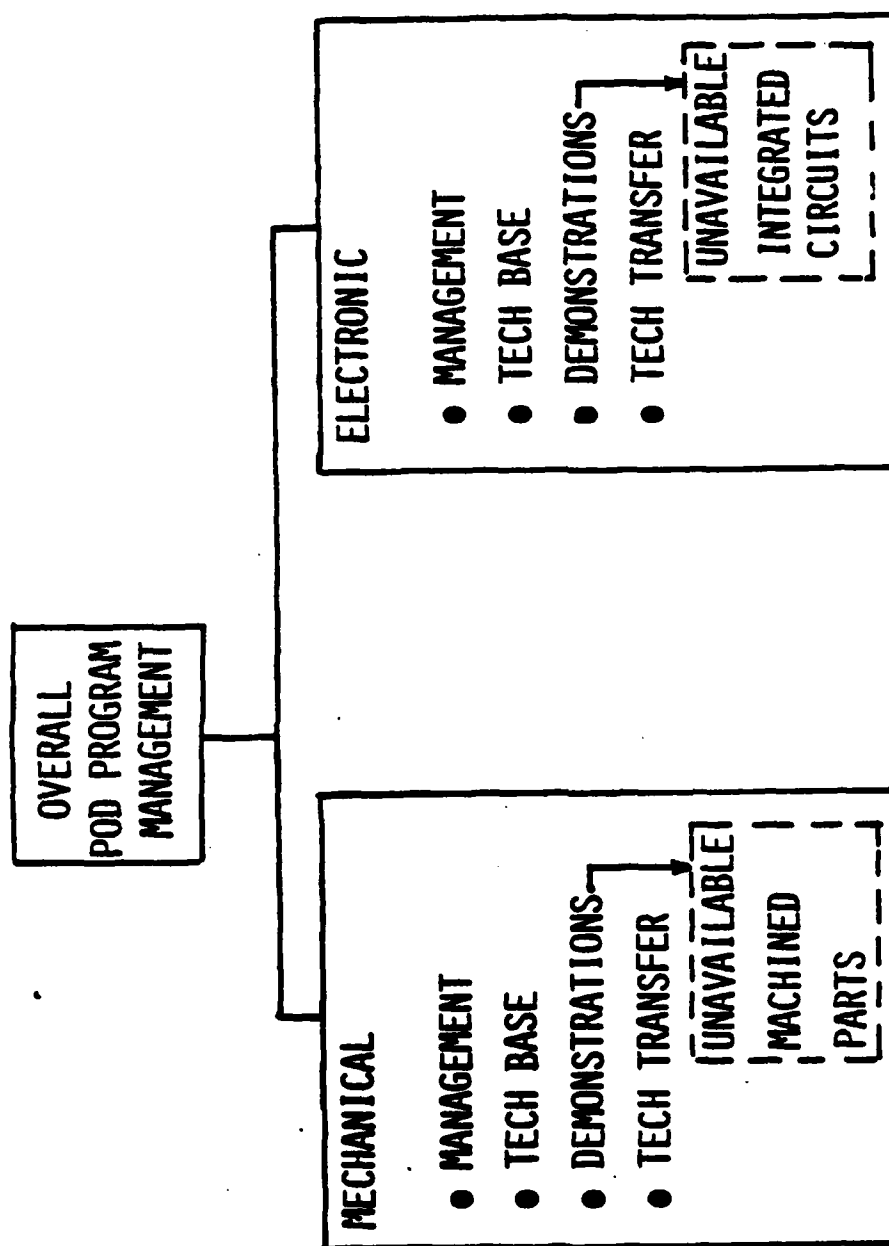 OVERALL
POD PROGRAM
MANAGEMENT
MECHANICAL
● MANAGEMENT
● TECH BASE
● DEMONSTRATIONS
● TECH TRANSFER
UNAVAILABLE
MACHINED
PARTS
ELECTRONIC
● MANAGEMENT
● TECH BASE
● DEMONSTRATIONS
● TECH TRANSFER
UNAVAILABLE
INTEGRATED
CIRCUITS